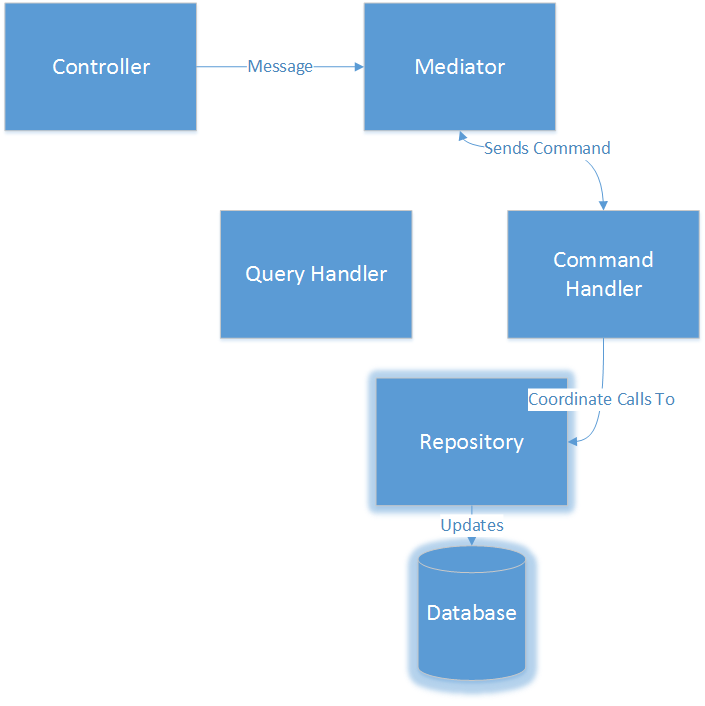 Controller
Message
Mediator
Sends Command
Query Handler
Command
Handler
Coordinate Calls To
Repository
Updates
Database